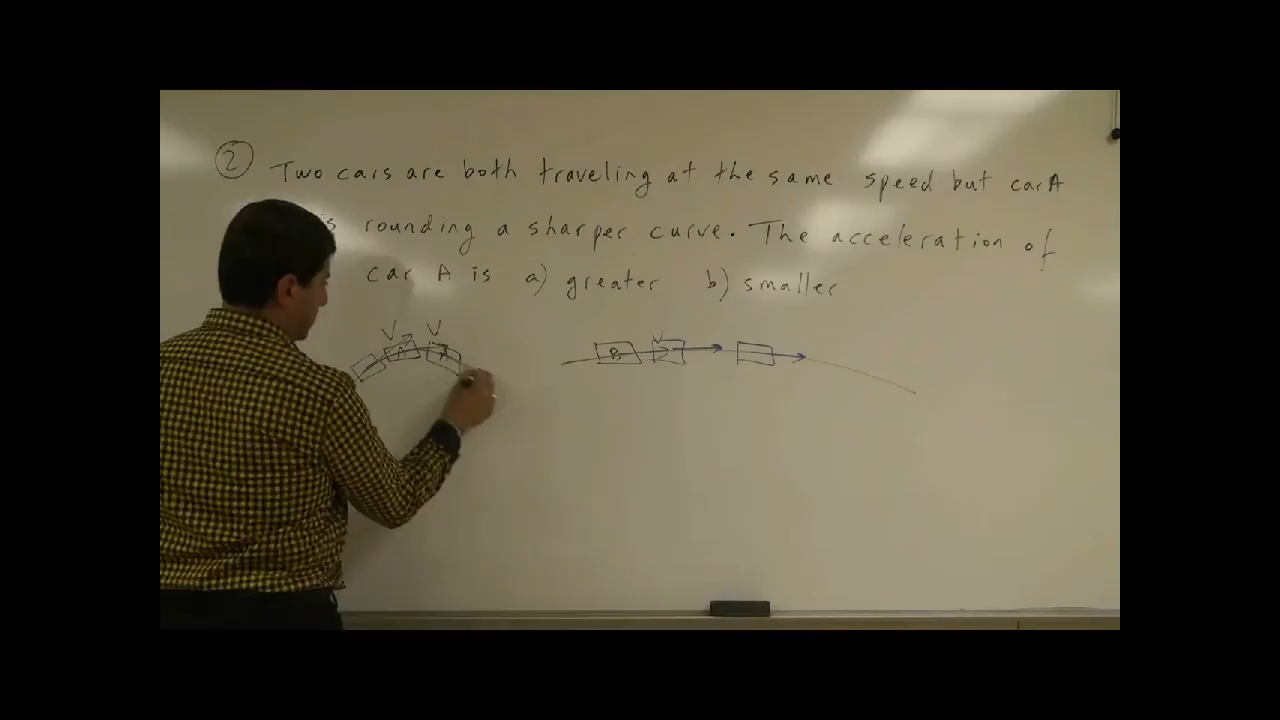 2 Two cars are both traveling at the same speed but car A
is rounding a sharper curve. The acceleration of
car A is a) greater b) smaller
V V V
A A B